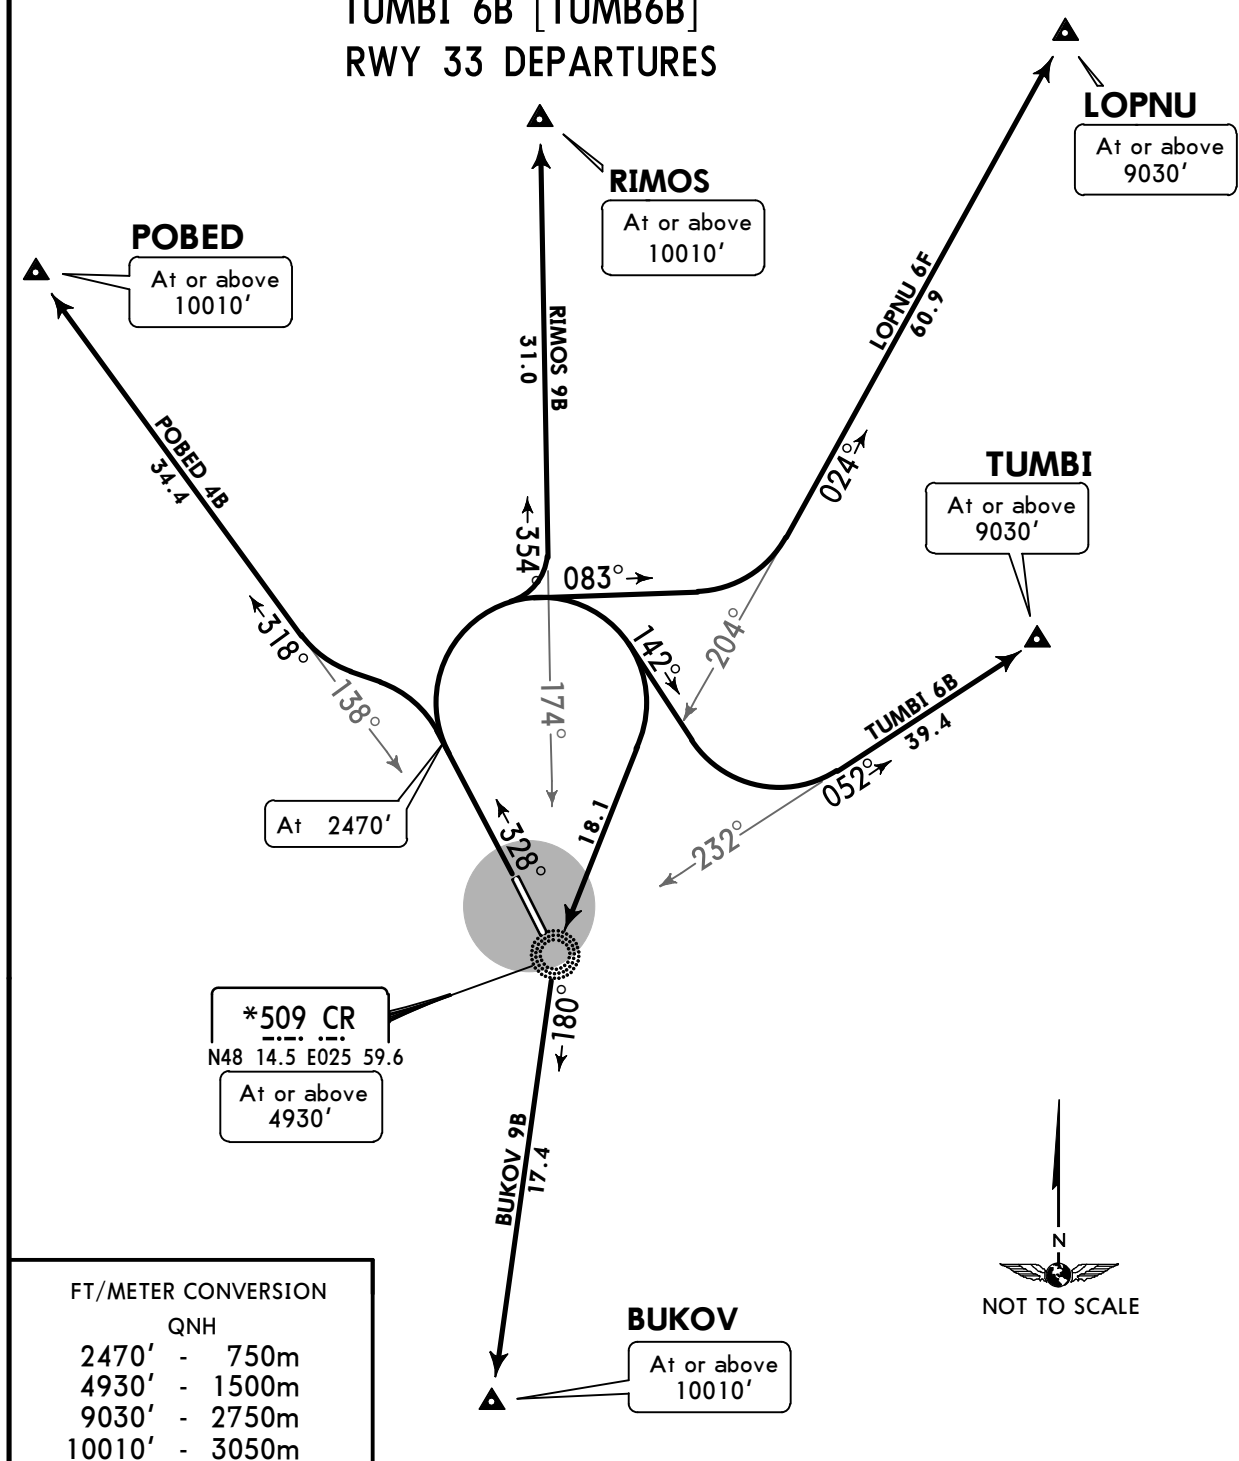 TUMBI 6B [TUMB6B]
RWY 33 DEPARTURES
LOPNU
At or above
9030'
RIMOS
At or above
10010'
POBED
At or above
10010'
RIMOS 9B
31.0
LOPNU 6F
60.9
POBED 4B
34.4
024°
TUMBI
At or above
9030'
354°
083°
318°
138°
142°
204°
174°
TUMBI 6B
39.4
052°
232°
At 2470'
18.1
328°
*509 CR
N48 14.5 E025 59.6
At or above
4930'
180°
BUKOV 9B
17.4
N
NOT TO SCALE
BUKOV
At or above
10010'
FT/METER CONVERSION
QNH
2470' - 750m
4930' - 1500m
9030' - 2750m
10010' - 3050m